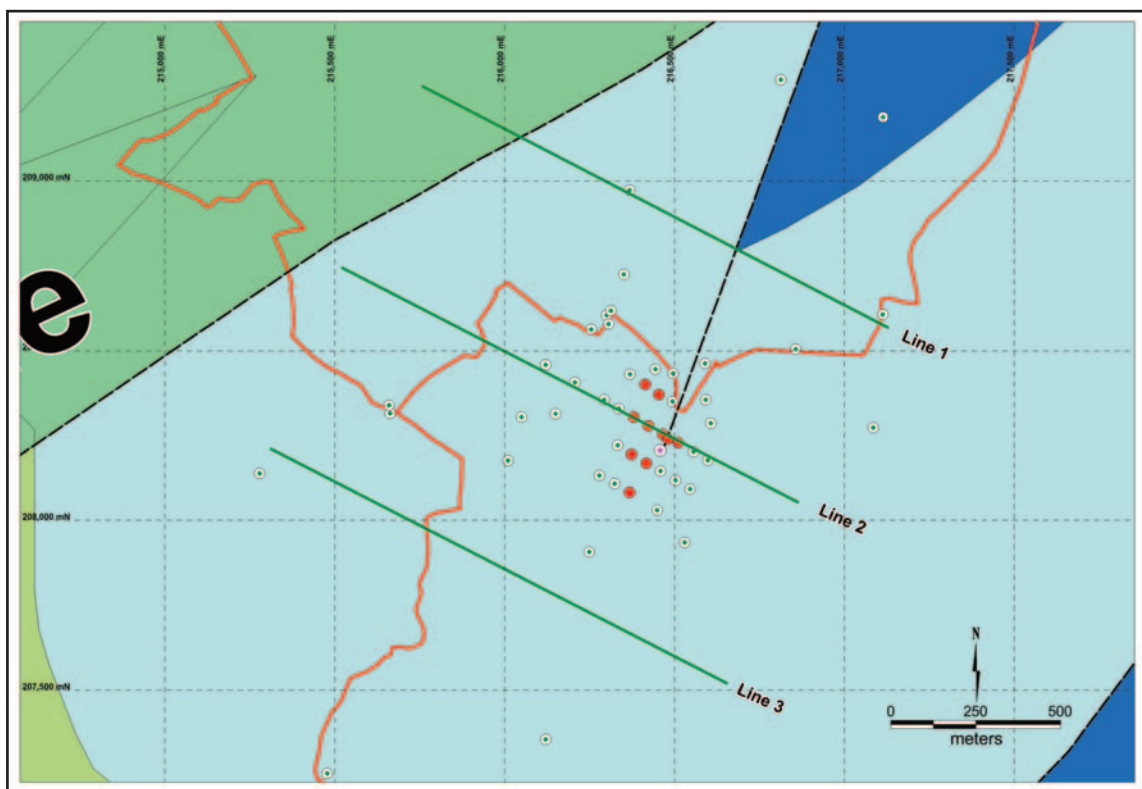 215,000 mE
215,500 mE
216,000 mE
216,500 mE
217,000 mE
217,500 mE
209,000 mN
e
Line 1
Line 2
208,000 mN
N
207,500 mN
Line 3
0 250 500
meters